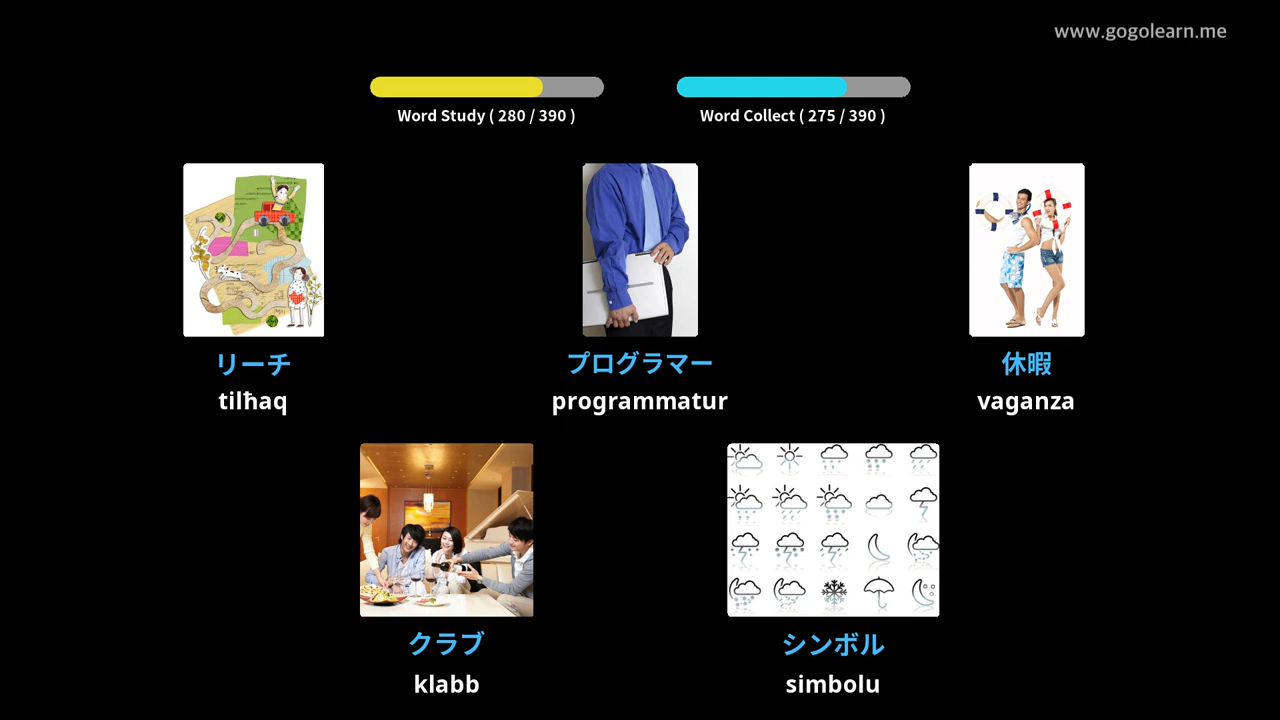 www.gogolearn.me
Word Study ( 280 / 390 )
Word Collect ( 275 / 390 )
リーチ
tilħaq
プログラマー
programmatur
休暇
vaganza
クラブ
klabb
シンボル
simbolu